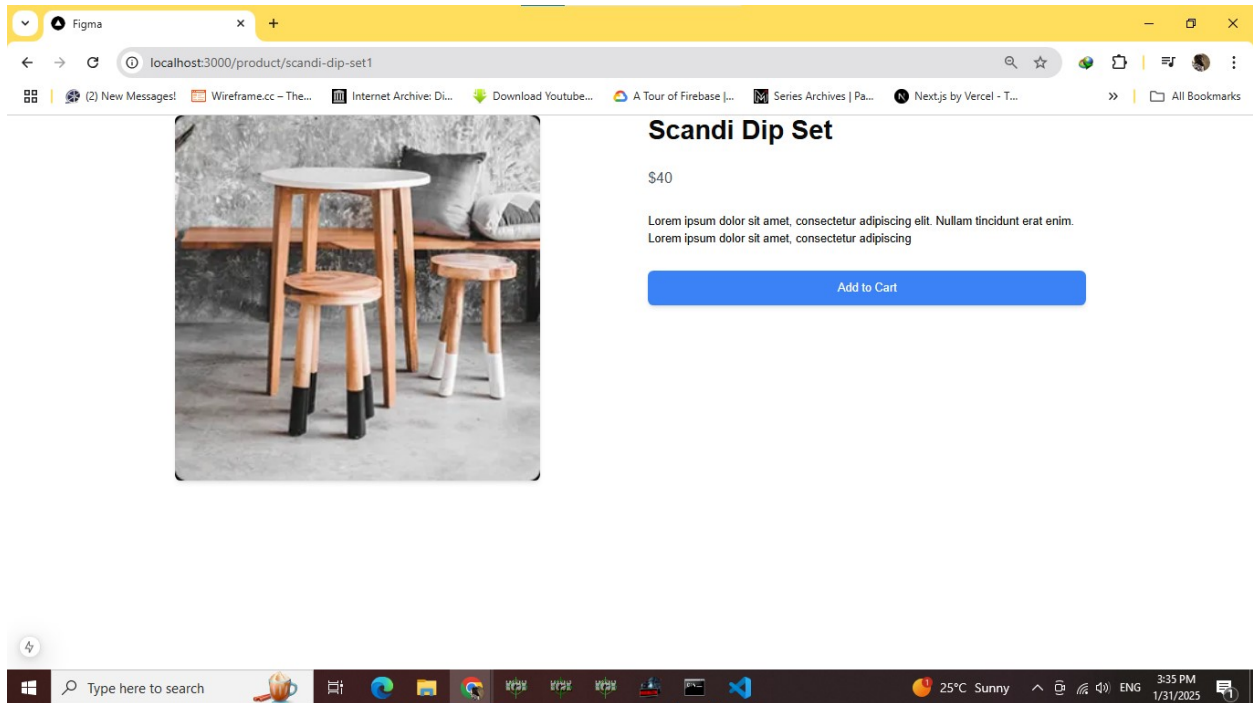 Figma
localhost:3000/product/scandi-dip-set1
(2) New Messages! Wireframe.cc – The... Internet Archive: Di... Download Youtube... A Tour of Firebase |... Series Archives | Pa... Next.js by Vercel - T... » All Bookmarks
Scandi Dip Set
$40
Lorem ipsum dolor sit amet, consectetur adipiscing elit. Nullam tincidunt erat enim.
Lorem ipsum dolor sit amet, consectetur adipiscing
Add to Cart
Type here to search 25°C Sunny ENG
3:35 PM
1/31/2025